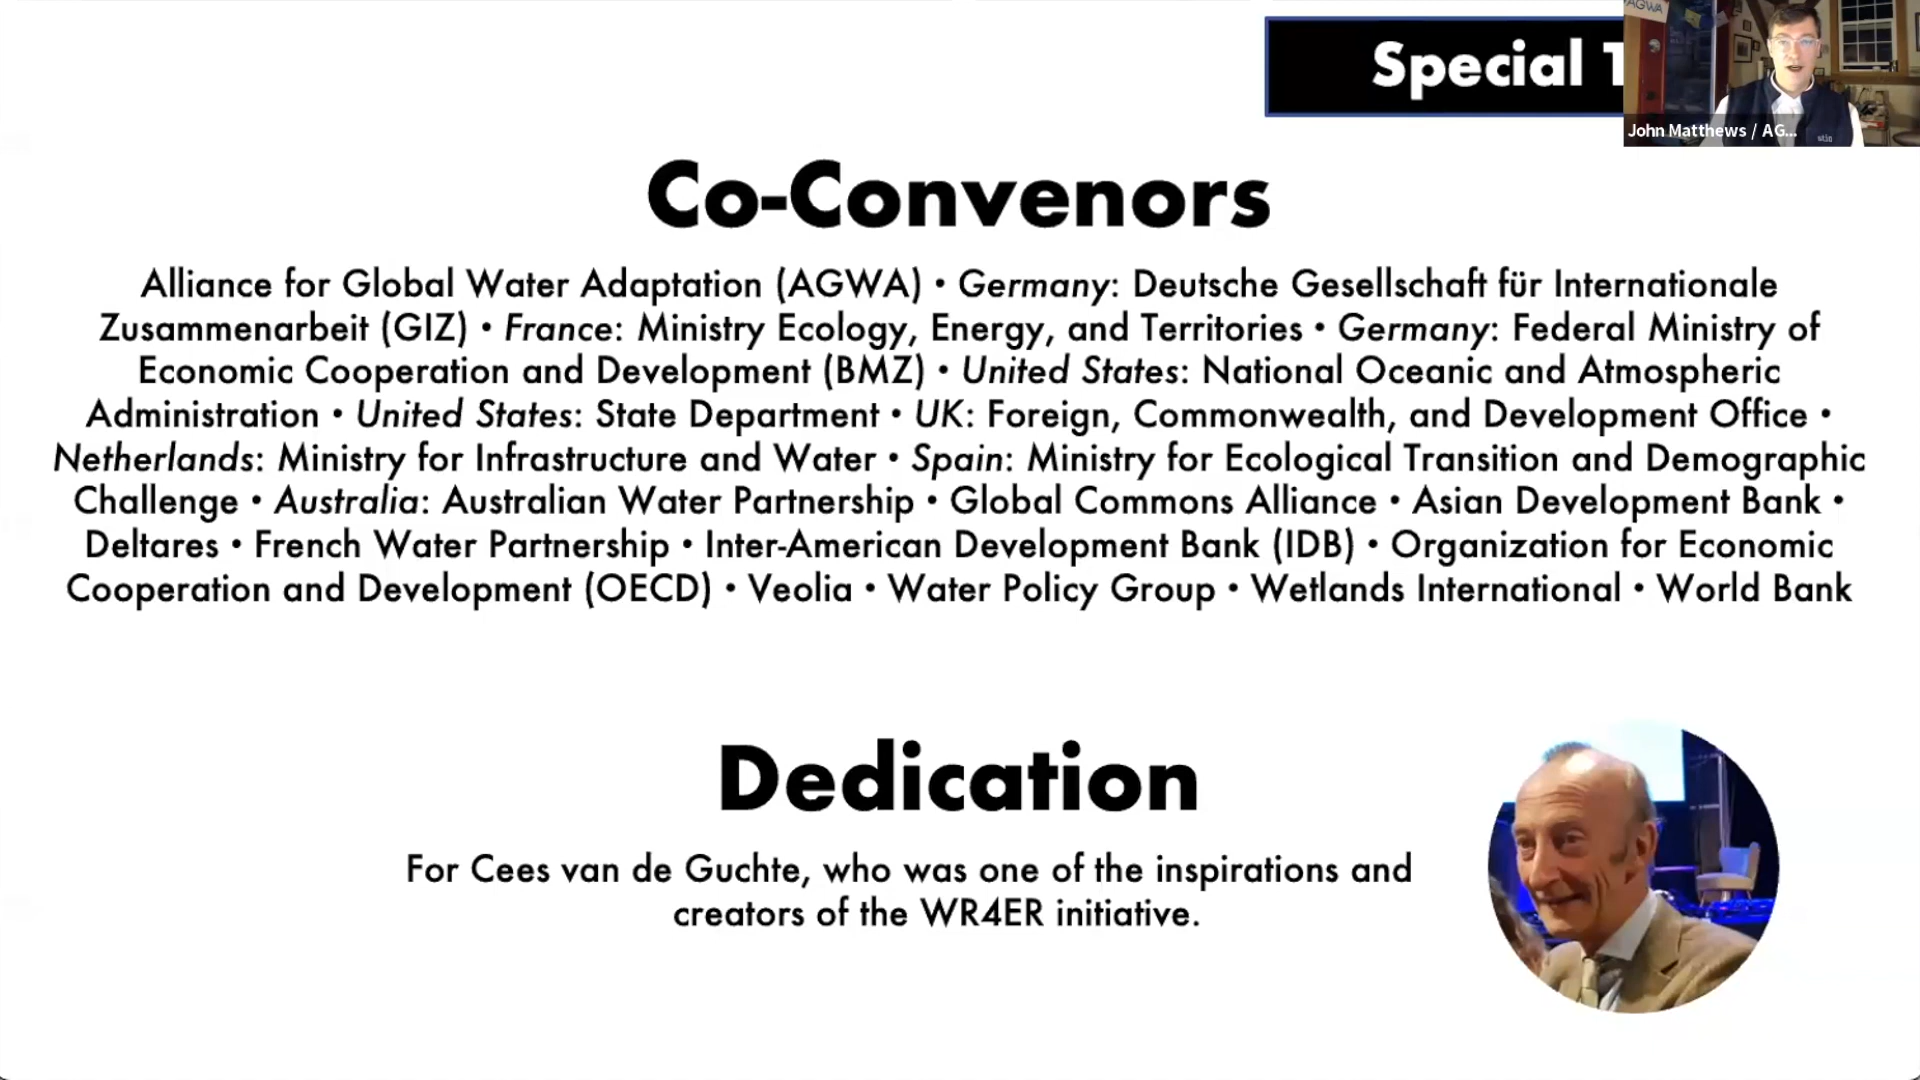 Special
AGWA
John Matthews / AG...
Co-Convenors
Alliance for Global Water Adaptation (AGWA) • Germany: Deutsche Gesellschaft für Internationale
Zusammenarbeit (GIZ) • France: Ministry Ecology, Energy, and Territories • Germany: Federal Ministry of
Economic Cooperation and Development (BMZ) • United States: National Oceanic and Atmospheric
Administration • United States: State Department • UK: Foreign, Commonwealth, and Development Office •
Netherlands: Ministry for Infrastructure and Water • Spain: Ministry for Ecological Transition and Demographic
Challenge • Australia: Australian Water Partnership • Global Commons Alliance • Asian Development Bank •
Deltares • French Water Partnership • Inter-American Development Bank (IDB) • Organization for Economic
Cooperation and Development (OECD) • Veolia • Water Policy Group • Wetlands International • World Bank
Dedication
For Cees van de Guchte, who was one of the inspirations and
creators of the WR4ER initiative.